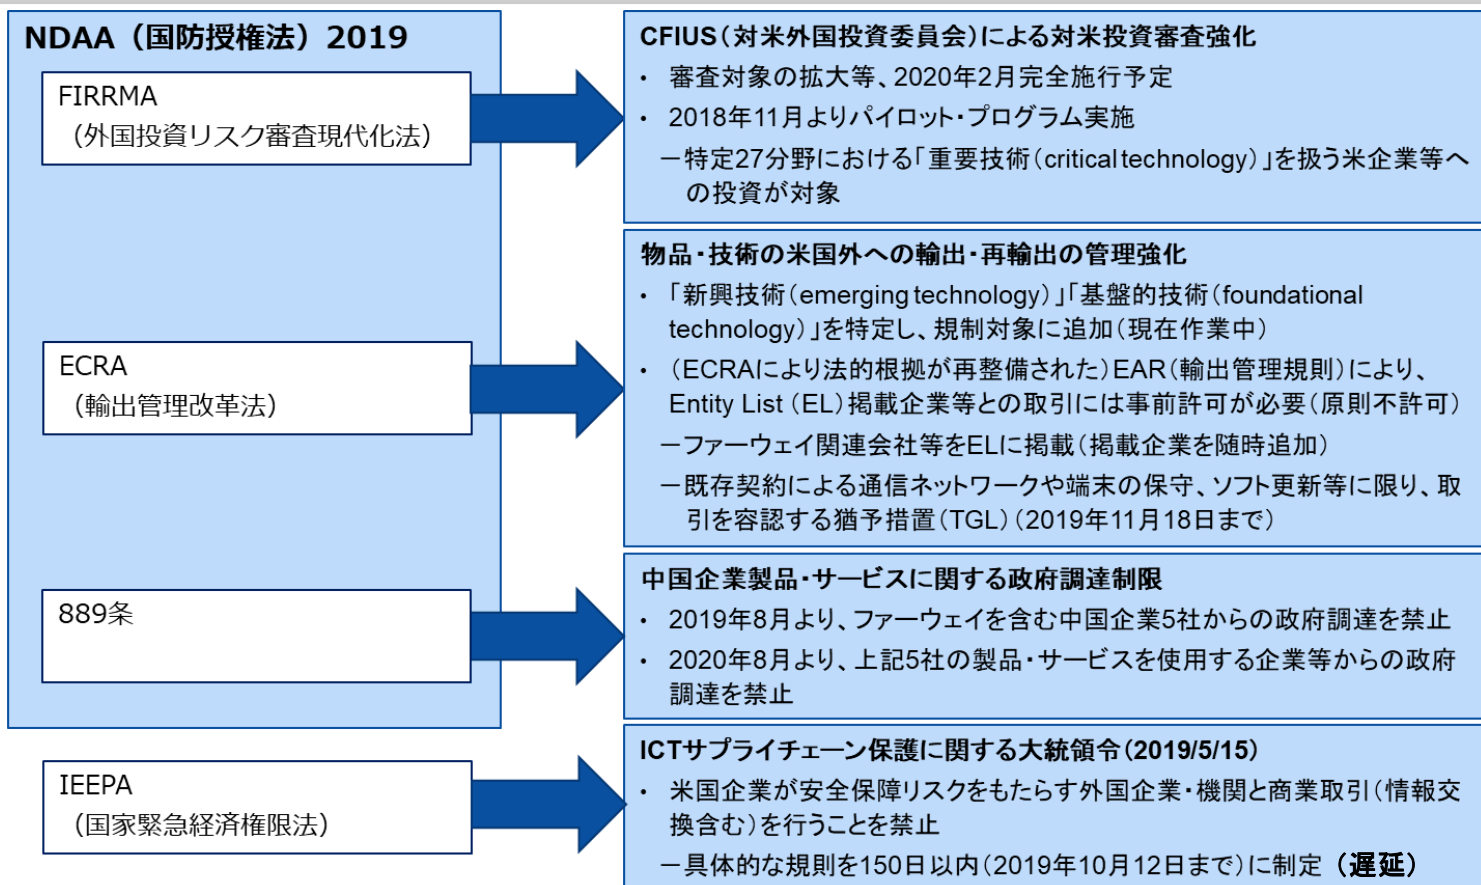 NDAA（国防授権法）2019
FIRRMA
（外国投資リスク審査現代化法）
CFIUS（対米外国投資委員会）による対米投資審査強化
・ 審査対象の拡大等、2020年2月完全施行予定
・ 2018年11月よりパイロット・プログラム実施
－特定27分野における「重要技術（critical technology）」を扱う米企業等へ
の投資が対象
ECRA
（輸出管理改革法）
物品・技術の米国外への輸出・再輸出の管理強化
・ 「新興技術（emerging technology）」「基盤的技術（foundational
technology）」を特定し、規制対象に追加（現在作業中）
・ （ECRAにより法的根拠が再整備された）EAR（輸出管理規則）により、
Entity List （EL）掲載企業等との取引には事前許可が必要（原則不許可）
－ファーウェイ関連会社等をELに掲載（掲載企業を随時追加）
－既存契約による通信ネットワークや端末の保守、ソフト更新等に限り、取
引を容認する猶予措置（TGL）（2019年11月18日まで）
889条
中国企業製品・サービスに関する政府調達制限
・ 2019年8月より、ファーウェイを含む中国企業5社からの政府調達を禁止
・ 2020年8月より、上記5社の製品・サービスを使用する企業等からの政府
調達を禁止
IEEPA
（国家緊急経済権限法）
ICTサプライチェーン保護に関する大統領令（2019/5/15）
・ 米国企業が安全保障リスクをもたらす外国企業・機関と商業取引（情報交
換含む）を行うことを禁止
－具体的な規則を150日以内（2019年10月12日まで）に制定（遅延）